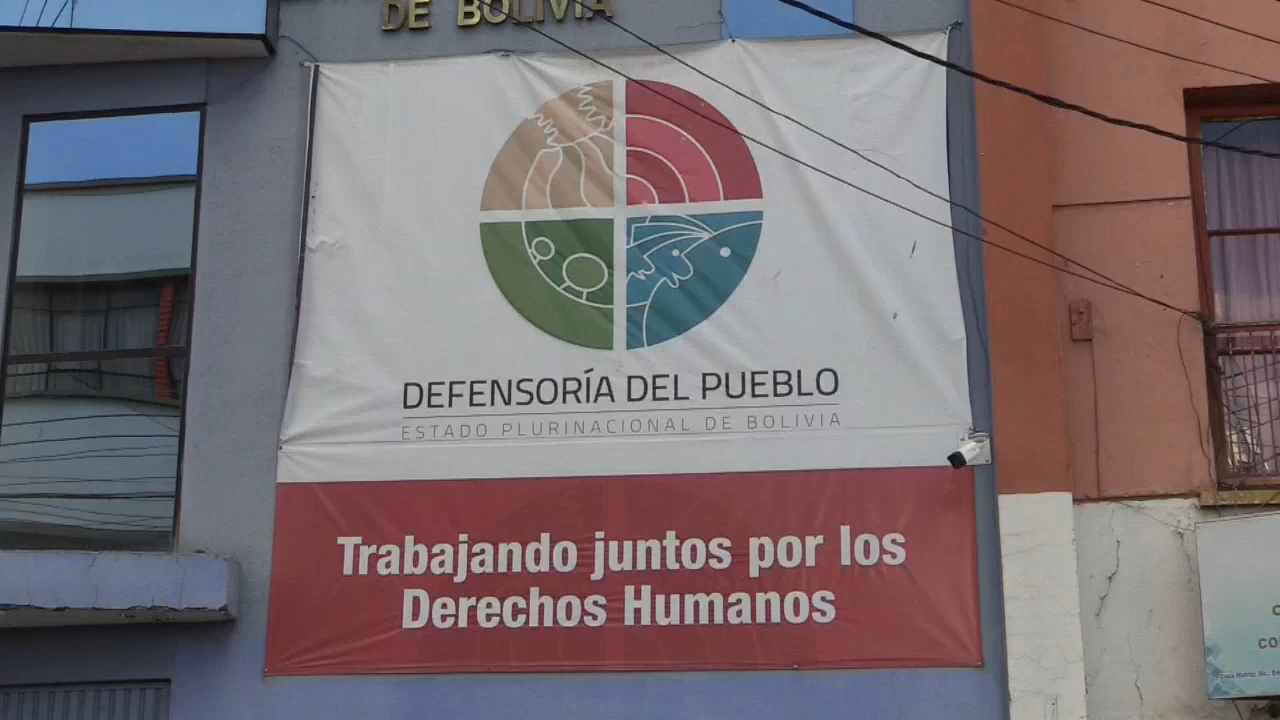 DE BOLIVIA
DEFENSORÍA DEL PUEBLO
ESTADO PLURINACIONAL DE BOLIVIA
Trabajando juntos por los
Derechos Humanos